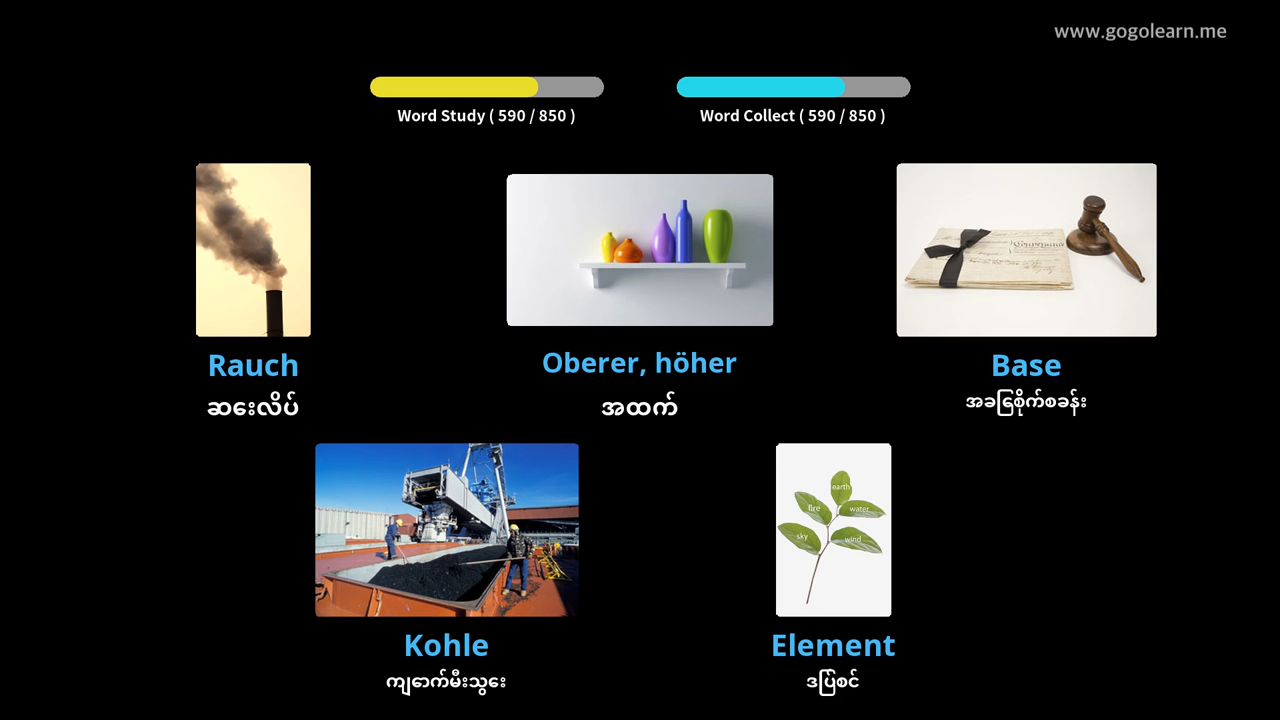 www.gogolearn.me
Word Study ( 590 / 850 )
Word Collect ( 590 / 850 )
Rauch
ဆးလိပ်
Oberer, höher
အထက်
Base
အခြစိုက်စခန်း
earth
fire
water
sky
wind
Kohle
ကျောက်မီးသွး
Element
ဒြပ်စင်